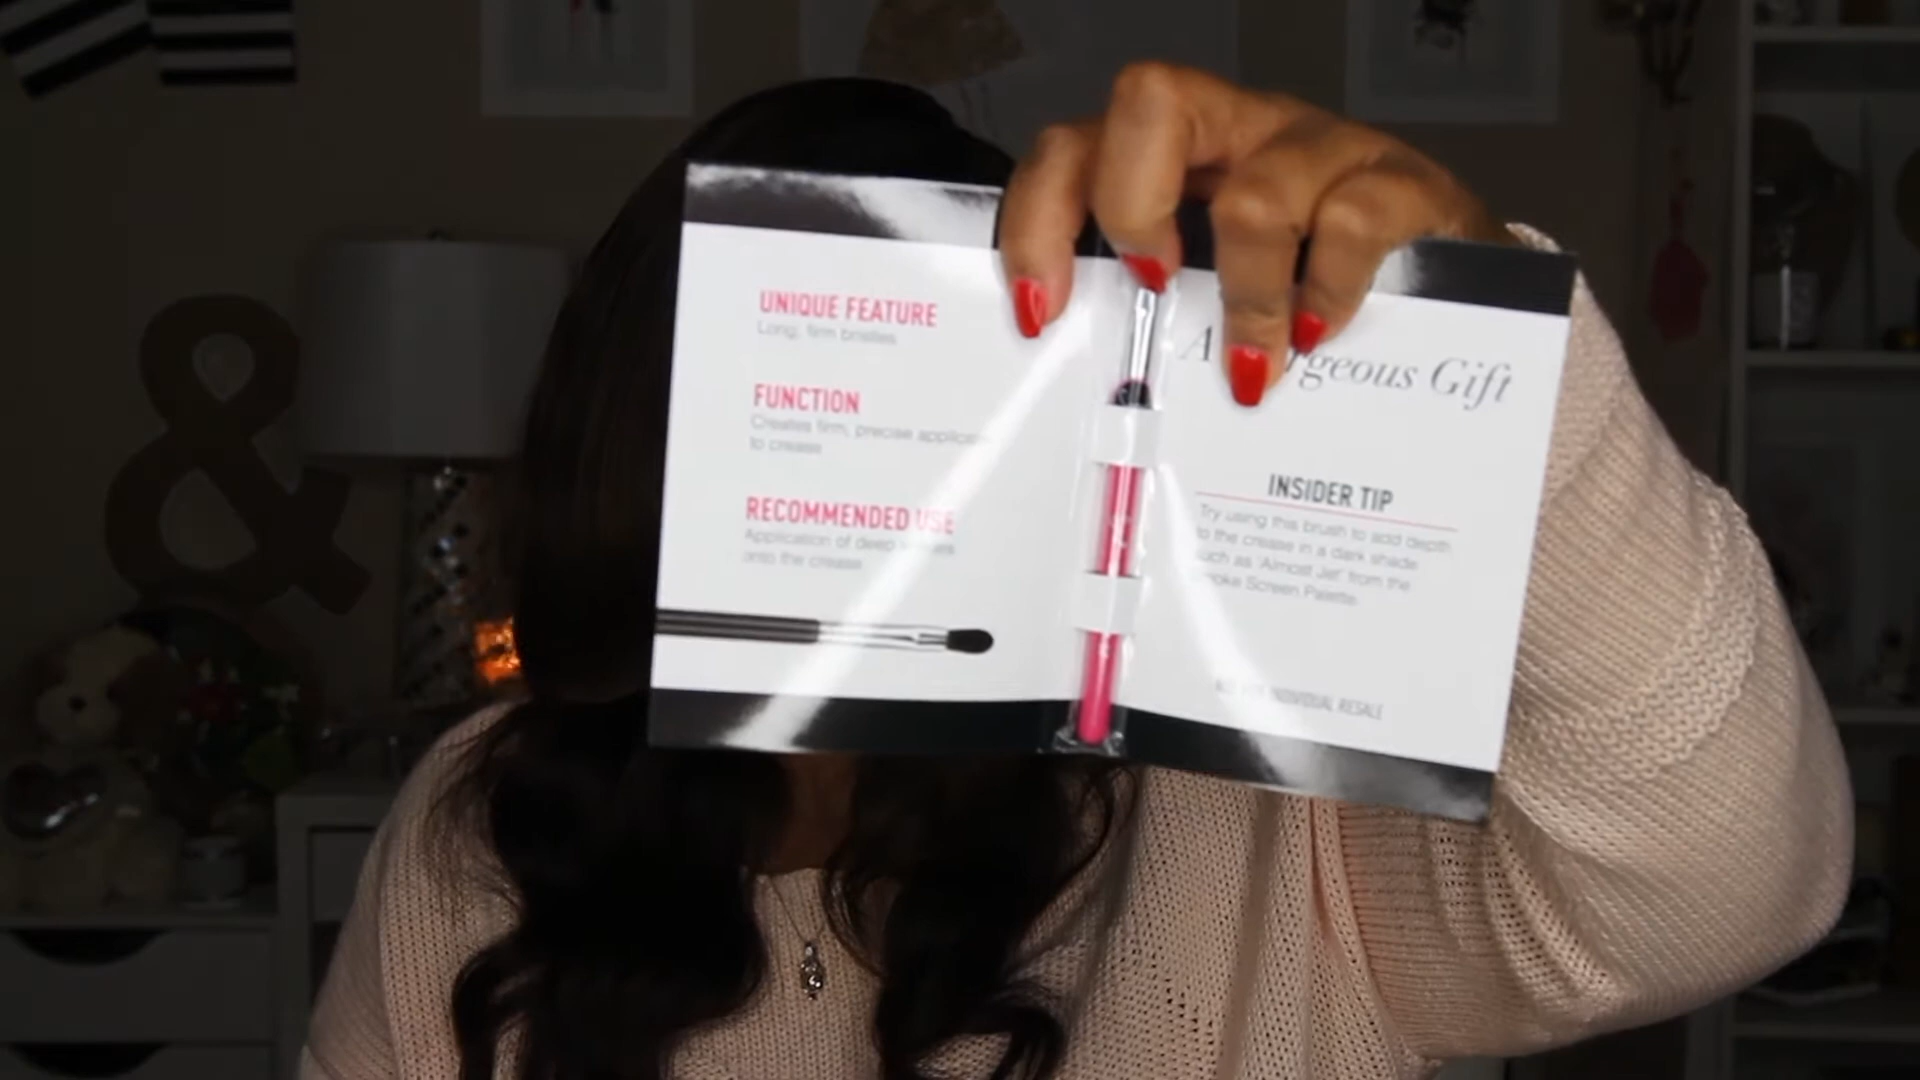 UNIQUE FEATURE
Long, firm bristles
FUNCTION
Creates firm, precise
to crease
RECOMMENDED USE
Application of deep
onto the crease
A Gift
INSIDER TIP
Try using this brush to add depth
to the crease in a dark shade
such as 'Almost Jet' from the
Smoke Screen Palette.
INDIVIDUAL RESALE